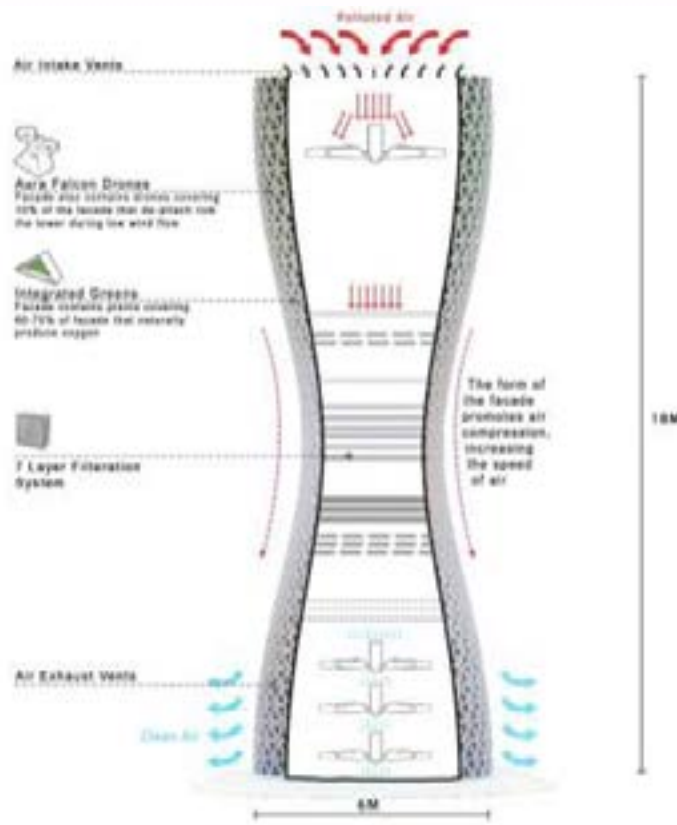 Polluted Air
Air Intake Vents
Aura Falcon Drones
Facade also contains drones covering
10% of the facade that de-attach
the tower during low wind flow
Integrated Greens
Facade contains plants covering
60-75% of facade that naturally
produce oxygen
The form of
the facade
promotes air
compression,
increasing
the speed
of air
18M
7 Layer Filteration
System
Air Exhaust Vents
Clean Air
6M